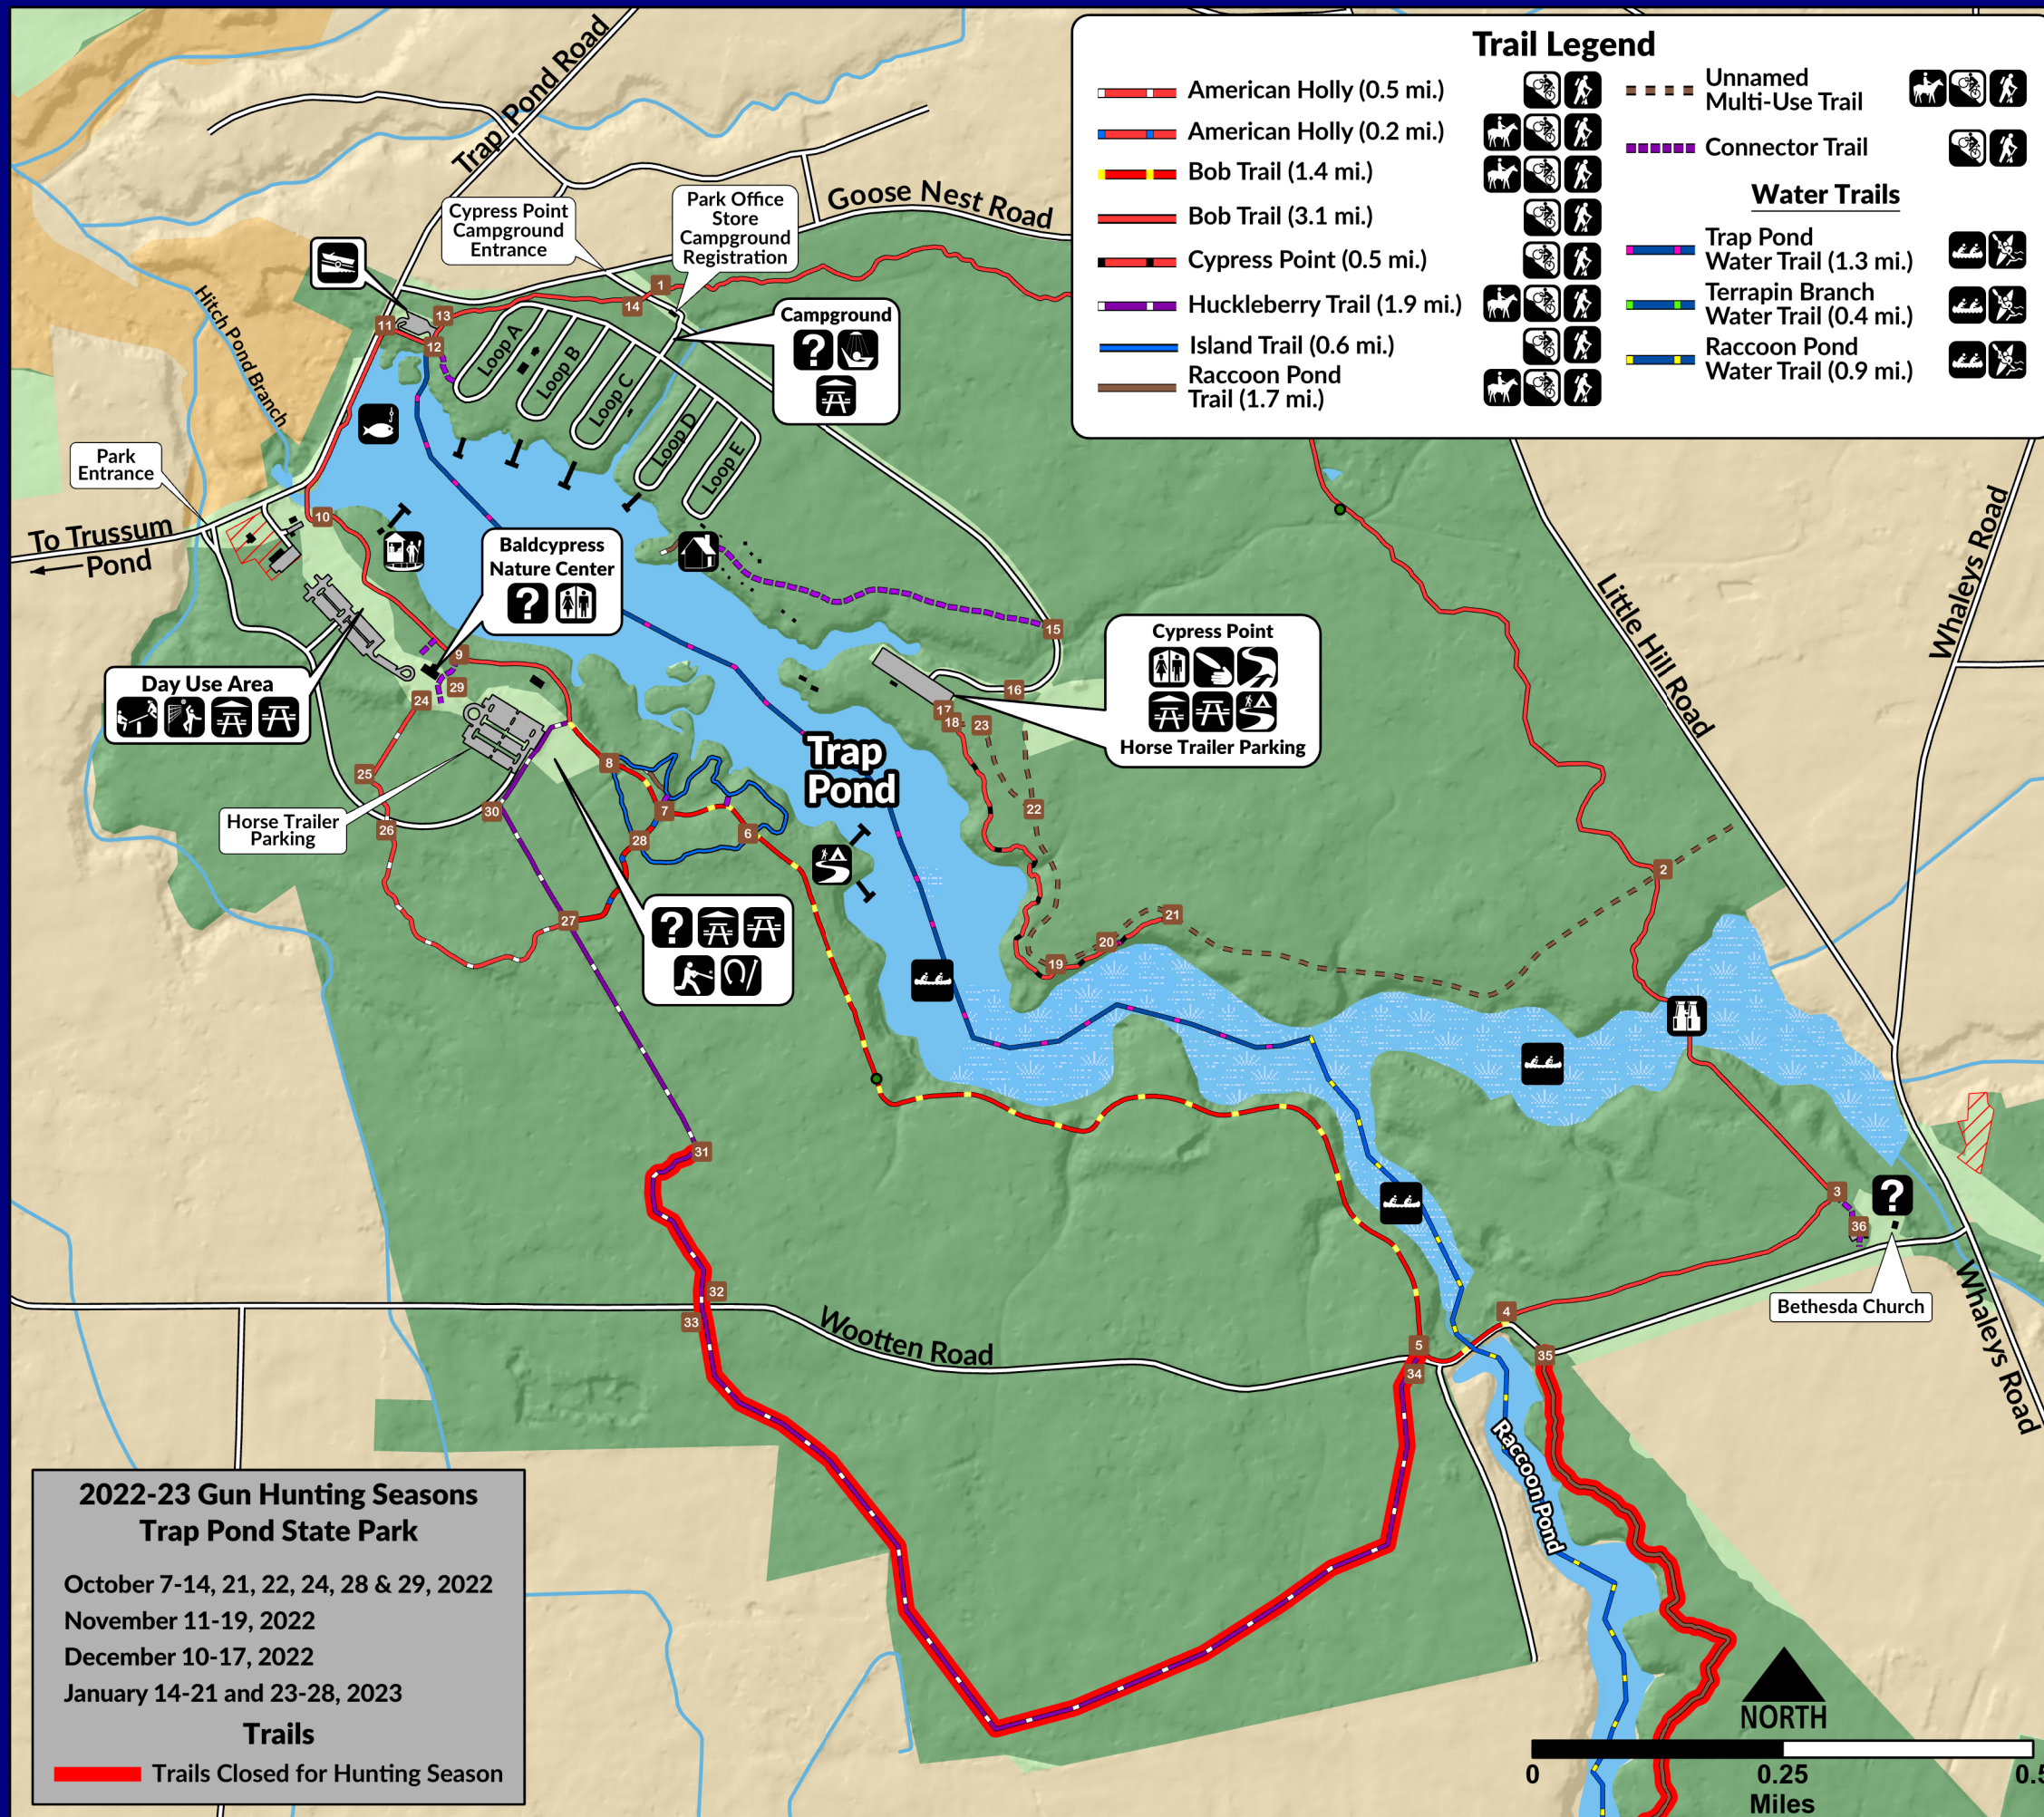 Trail Legend
American Holly (0.5 mi.)
American Holly (0.2 mi.)
Bob Trail (1.4 mi.)
Bob Trail (3.1 mi.)
Cypress Point (0.5 mi.)
Huckleberry Trail (1.9 mi.)
Island Trail (0.6 mi.)
Raccoon Pond
Trail (1.7 mi.)
Unnamed
Multi-Use Trail
Connector Trail
Water Trails
Trap Pond
Water Trail (1.3 mi.)
Terrapin Branch
Water Trail (0.4 mi.)
Raccoon Pond
Water Trail (0.9 mi.)
Trap Pond Road
Goose Nest Road
Cypress Point
Campground
Entrance
Park Office
Store
Campground
Registration
1
14
13
11
12
Campground
?
Loop A
Loop B
Loop C
Loop D
Loop E
Hitch Pond Branch
Park
Entrance
To Trussum
Pond
10
Baldcypress
Nature Center
?
9
29
24
Day Use Area
15
16
17
18
23
22
Cypress Point
Horse Trailer Parking
Little Hill Road
Whaleys Road
Trap
Pond
8
7
6
28
25
26
30
27
Horse Trailer
Parking
?
21
20
19
2
31
32
33
3
36
?
Bethesda Church
Whaleys Road
4
5
34
35
Wootten Road
Raccoon Pond
2022-23 Gun Hunting Seasons
Trap Pond State Park
October 7-14, 21, 22, 24, 28 & 29, 2022
November 11-19, 2022
December 10-17, 2022
January 14-21 and 23-28, 2023
Trails
Trails Closed for Hunting Season
NORTH
0
0.25
0.5
Miles